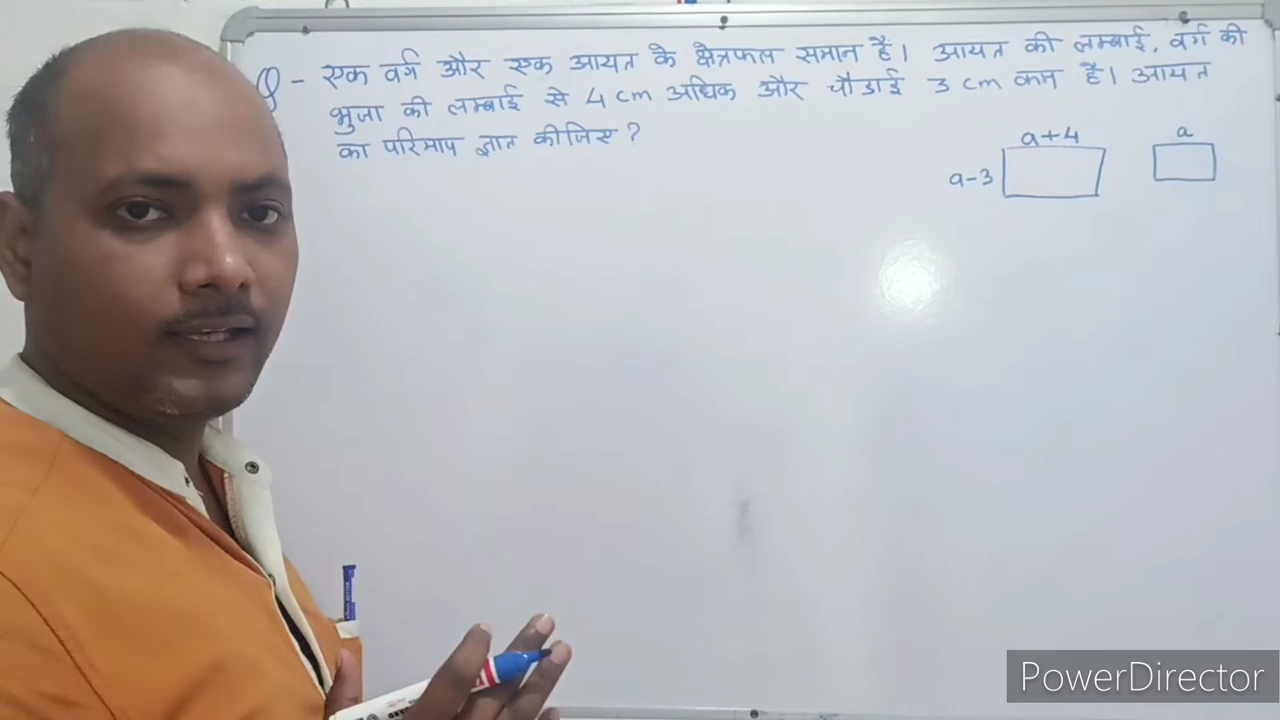 Q - एक वर्ग और एक आयत के क्षेत्रफल समान हैं। आयत की लम्बाई, वर्ग की
भुजा की लम्बाई से 4 cm अधिक और चौडाई 3 cm कम है। आयत
का परिमाप ज्ञात कीजिए ?
a+4
a
a-3
PowerDirector